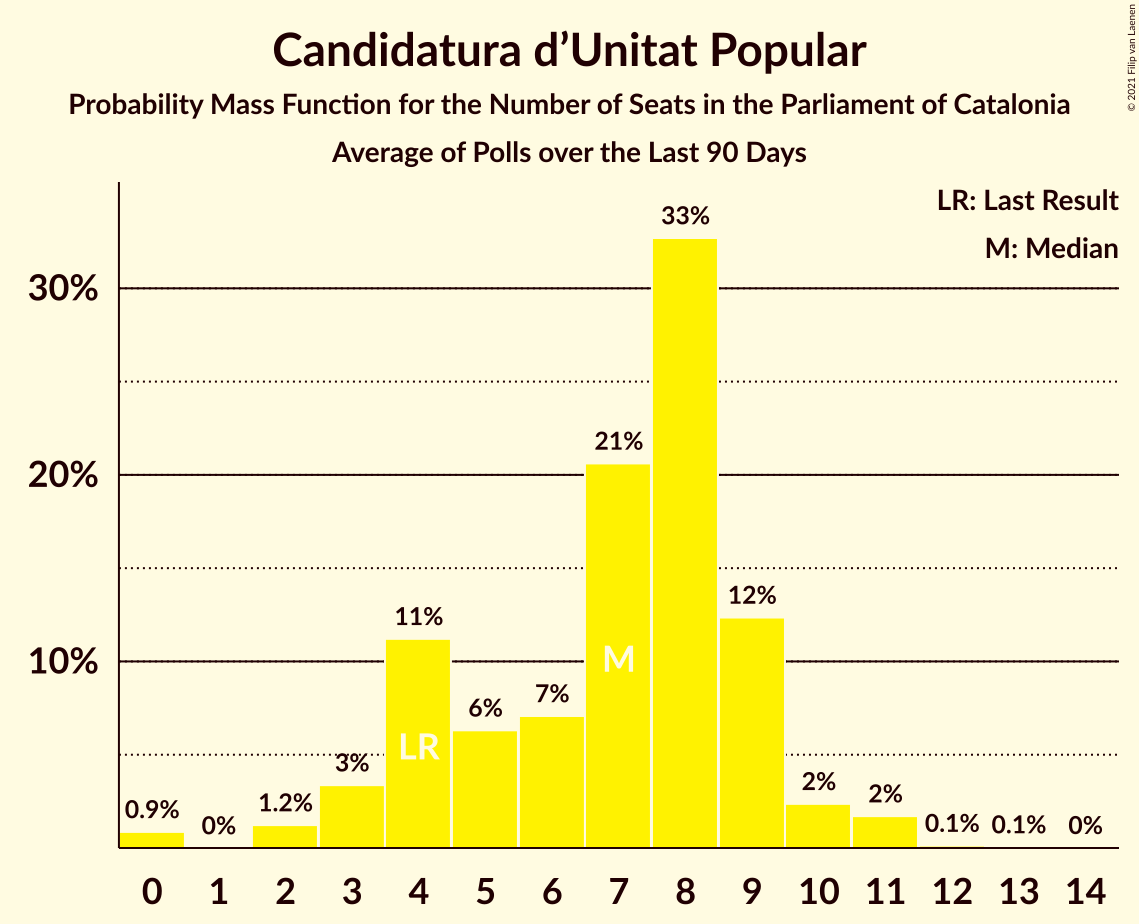 Candidatura d’Unitat Popular
Probability Mass Function for the Number of Seats in the Parliament of Catalonia
Average of Polls over the Last 90 Days
© 2021 Filip van Laenen
LR: Last Result
M: Median
30%
20%
10%
0.9%
0%
1.2%
3%
11%
6%
7%
21%
33%
12%
2%
2%
0.1%
0.1%
0%
LR
M
0 1 2 3 4 5 6 7 8 9 10 11 12 13 14